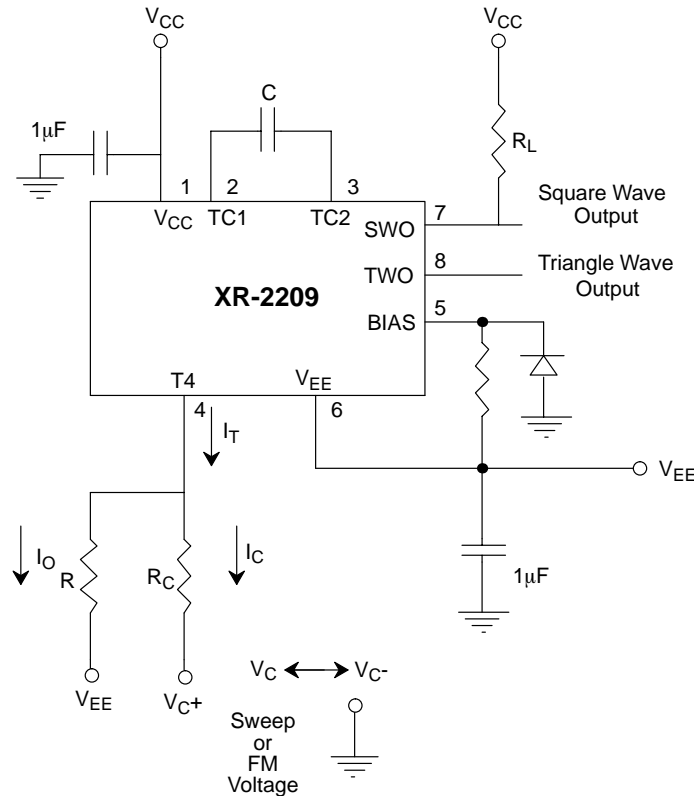 VCC
VCC
C
1μF
RL
1
2
3
VCC
TC1
TC2
7
SWO
Square Wave
Output
8
TWO
Triangle Wave
Output
XR-2209
5
BIAS
T4
VEE
4
6
IT
VEE
IO
R
RC
IC
1μF
VEE
VC+
VC
VC-
Sweep
or
FM
Voltage